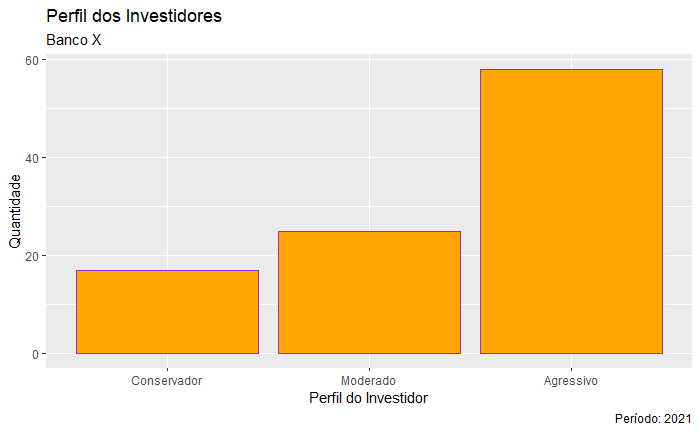 Perfil dos Investidores
Banco X
60
40
20
0
Quantidade
Conservador Moderado Agressivo
Perfil do Investidor
Período: 2021